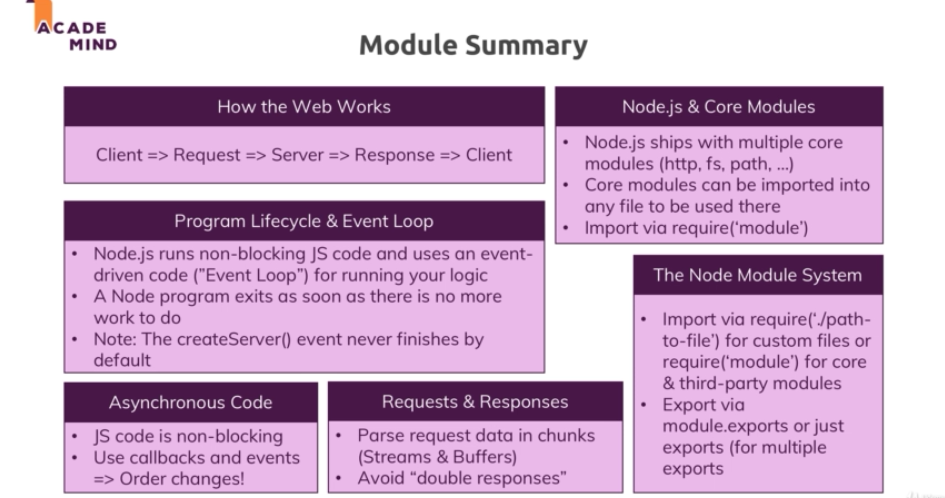 ACADE
MIND
Module Summary
How the Web Works
Client => Request => Server => Response => Client
Node.js & Core Modules
• Node.js ships with multiple core
modules (http, fs, path, …)
• Core modules can be imported into
any file to be used there
• Import via require(‘module’)
Program Lifecycle & Event Loop
• Node.js runs non-blocking JS code and uses an event-
driven code (”Event Loop”) for running your logic
• A Node program exits as soon as there is no more
work to do
• Note: The createServer() event never finishes by
default
The Node Module System
• Import via require(‘./path-
to-file’) for custom files or
require(‘module’) for core
& third-party modules
• Export via
module.exports or just
exports (for multiple
exports
Asynchronous Code
• JS code is non-blocking
• Use callbacks and events
=> Order changes!
Requests & Responses
• Parse request data in chunks
(Streams & Buffers)
• Avoid “double responses”